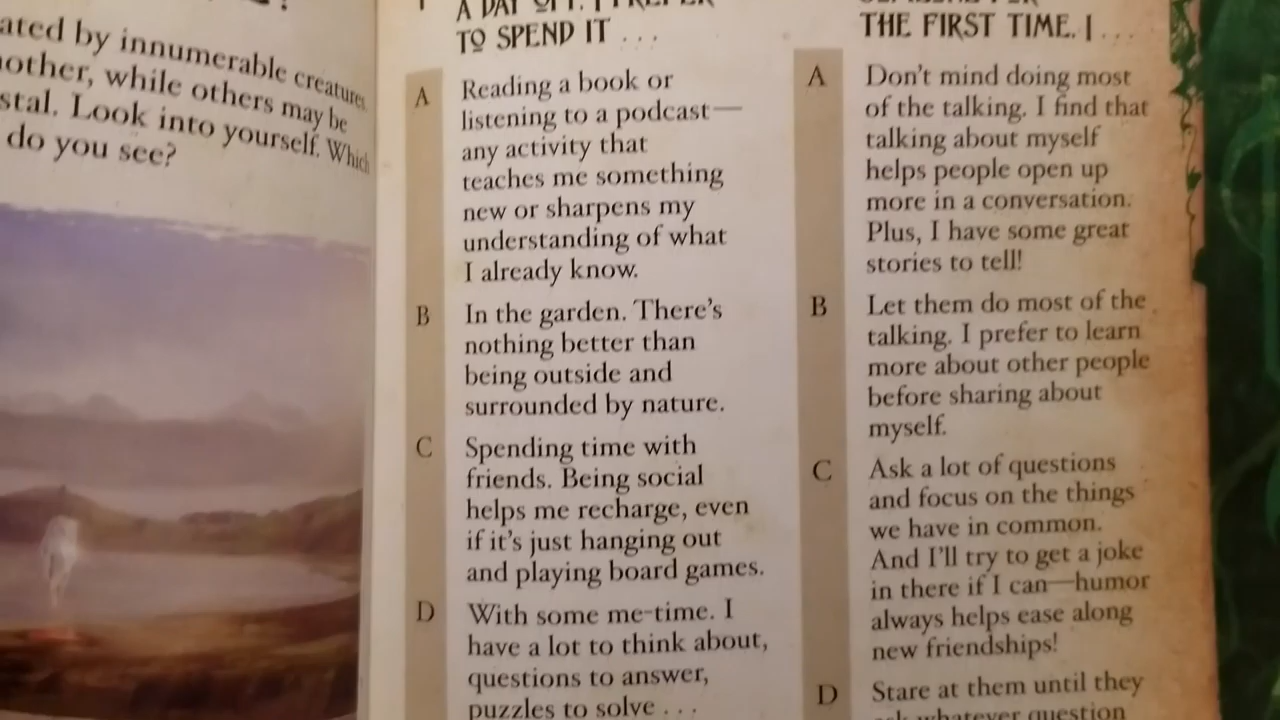 ated by innumerable creatures
other, while others may be
stal. Look into yourself. Which
do you see?
A DAY OFF. I PREFER
TO SPEND IT . . .
A
Reading a book or
listening to a podcast—
any activity that
teaches me something
new or sharpens my
understanding of what
I already know.
B
In the garden. There's
nothing better than
being outside and
surrounded by nature.
C
Spending time with
friends. Being social
helps me recharge, even
if it's just hanging out
and playing board games.
D
With some me-time. I
have a lot to think about,
questions to answer,
puzzles to solve . . .
THE FIRST TIME, I . . .
A
Don't mind doing most
of the talking. I find that
talking about myself
helps people open up
more in a conversation.
Plus, I have some great
stories to tell!
B
Let them do most of the
talking. I prefer to learn
more about other people
before sharing about
myself.
C
Ask a lot of questions
and focus on the things
we have in common.
And I'll try to get a joke
in there if I can—humor
always helps ease along
new friendships!
D
Stare at them until they
ask whatever question